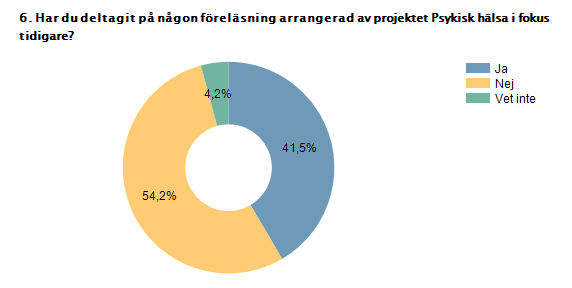 6. Har du deltagit på någon föreläsning arrangerad av projektet Psykisk hälsa i fokus
tidigare?
Ja
Nej
Vet inte
4,2%
41,5%
54,2%